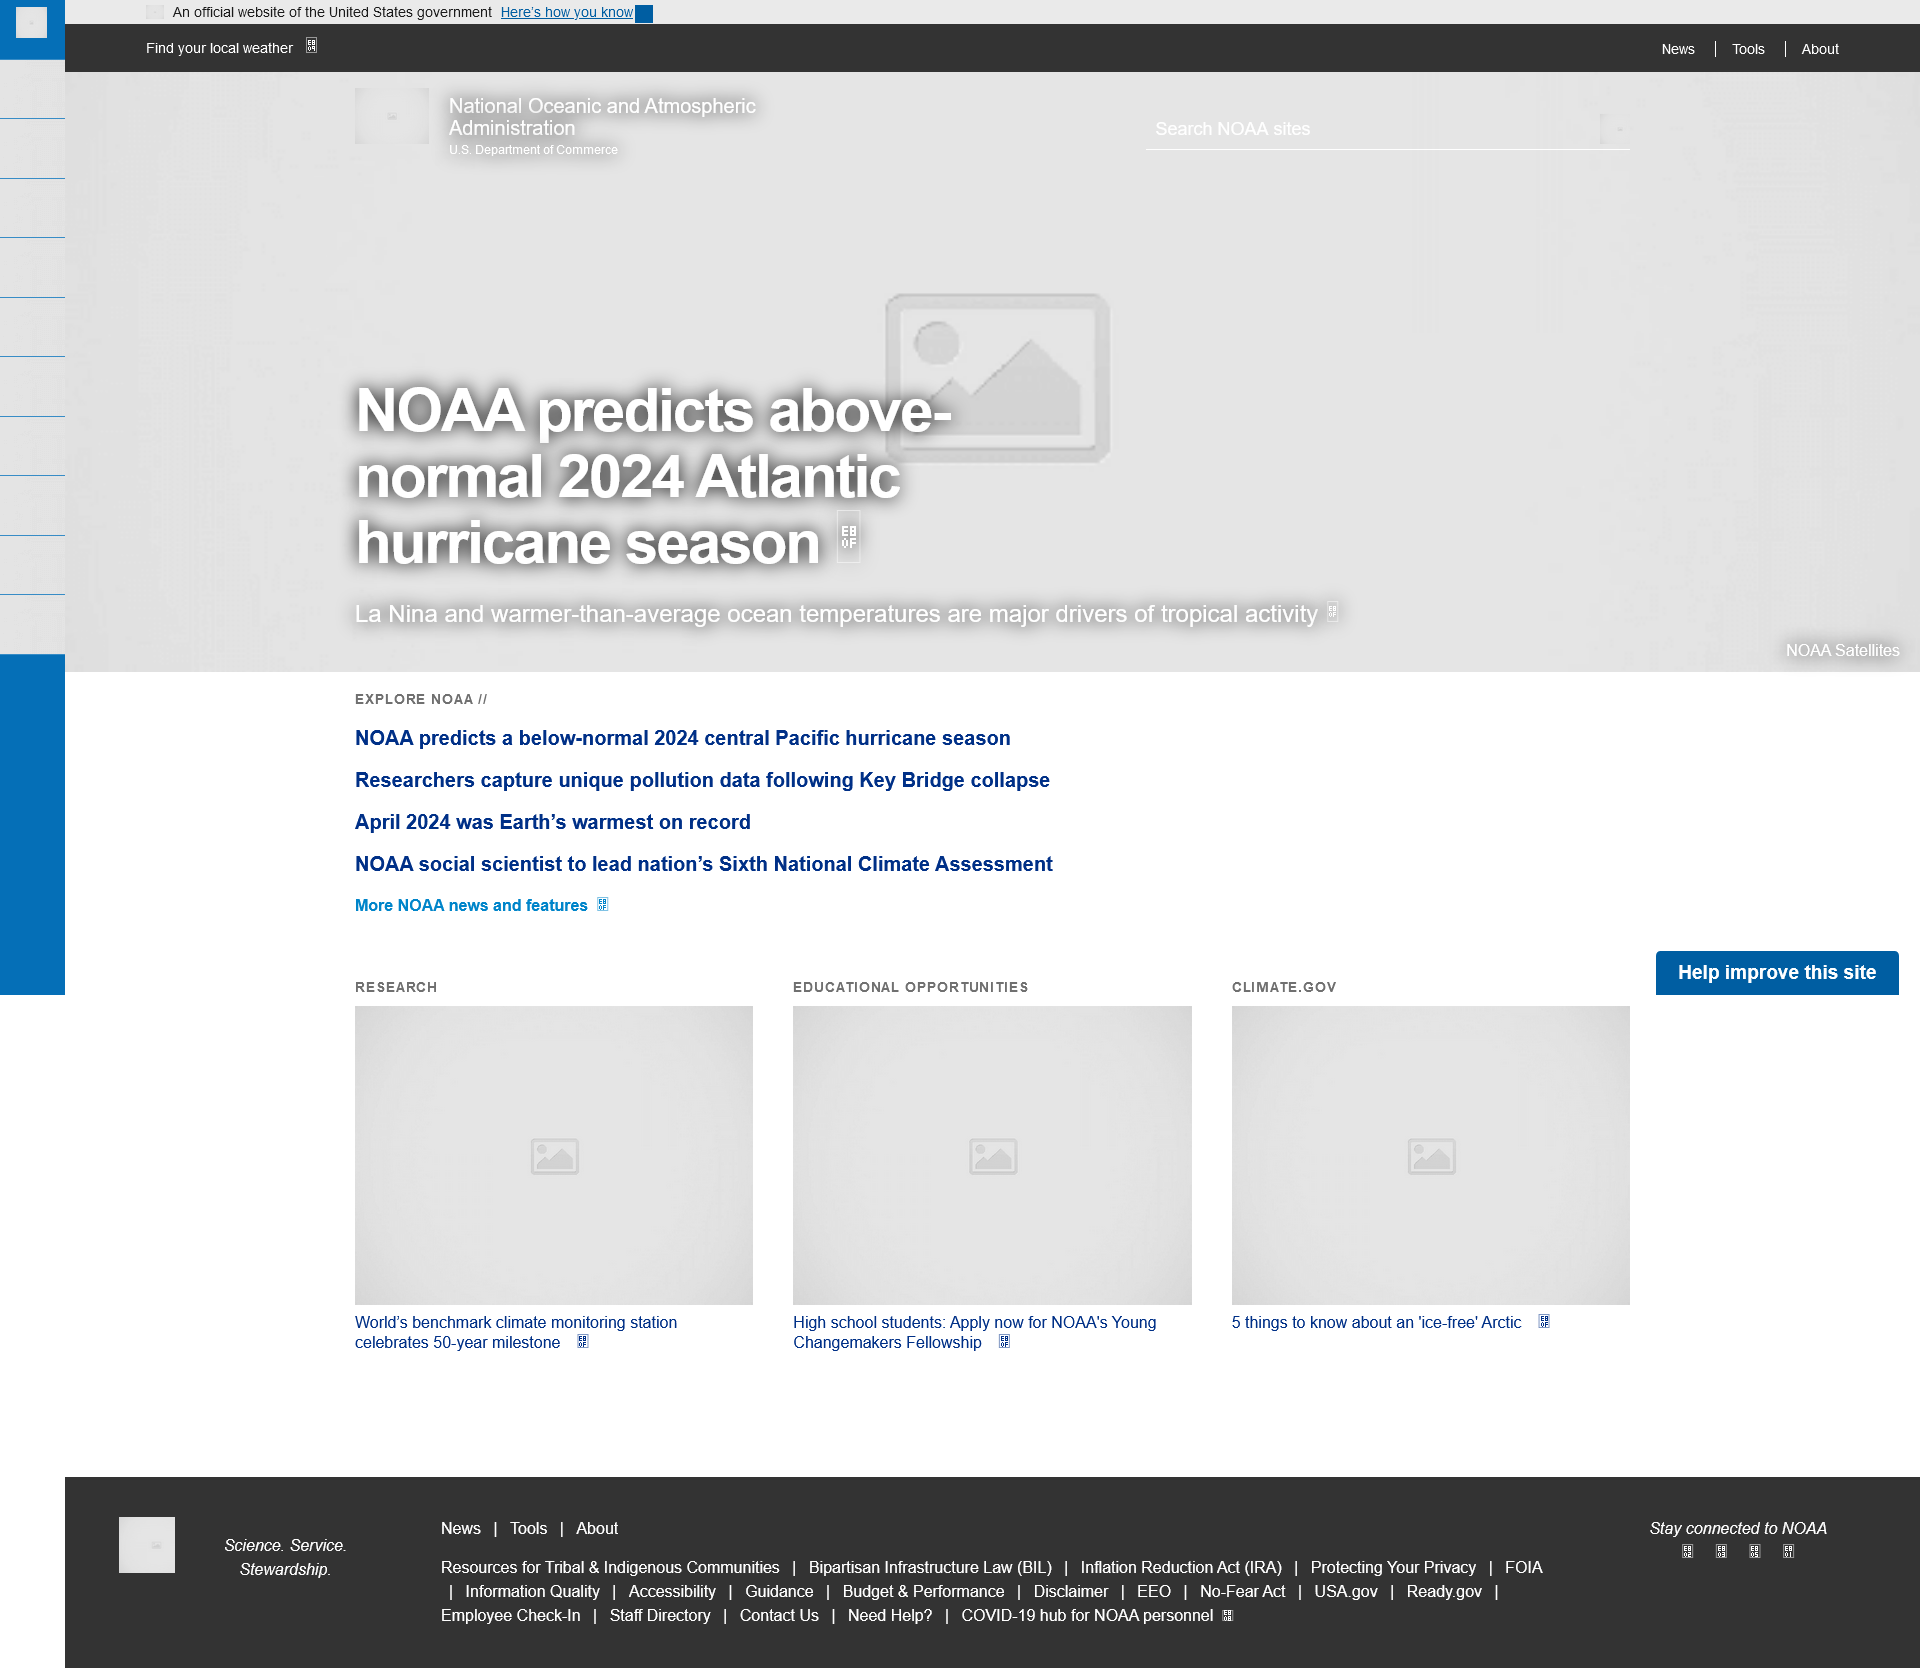 An official website of the United States government Here's how you know
Find your local weather
News | Tools | About
National Oceanic and Atmospheric
Administration
U.S. Department of Commerce
Search NOAA sites
NOAA predicts above-
normal 2024 Atlantic
hurricane season
La Nina and warmer-than-average ocean temperatures are major drivers of tropical activity
NOAA Satellites
EXPLORE NOAA //
NOAA predicts a below-normal 2024 central Pacific hurricane season
Researchers capture unique pollution data following Key Bridge collapse
April 2024 was Earth’s warmest on record
NOAA social scientist to lead nation’s Sixth National Climate Assessment
More NOAA news and features
Help improve this site
RESEARCH
World’s benchmark climate monitoring station
celebrates 50-year milestone
EDUCATIONAL OPPORTUNITIES
High school students: Apply now for NOAA's Young
Changemakers Fellowship
CLIMATE.GOV
5 things to know about an 'ice-free' Arctic
Science. Service.
Stewardship.
News | Tools | About
Resources for Tribal & Indigenous Communities | Bipartisan Infrastructure Law (BIL) | Inflation Reduction Act (IRA) | Protecting Your Privacy | FOIA
| Information Quality | Accessibility | Guidance | Budget & Performance | Disclaimer | EEO | No-Fear Act | USA.gov | Ready.gov |
Employee Check-In | Staff Directory | Contact Us | Need Help? | COVID-19 hub for NOAA personnel
Stay connected to NOAA